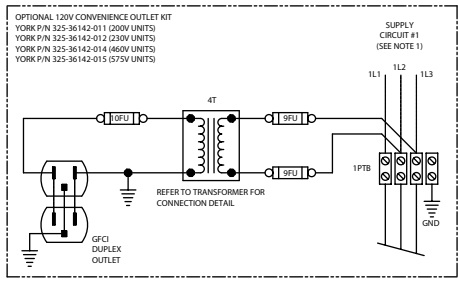 OPTIONAL 120V CONVENIENCE OUTLET KIT
YORK P/N 325-36142-011 (200V UNITS)
YORK P/N 325-36142-012 (230V UNITS)
YORK P/N 325-36142-014 (460V UNITS)
YORK P/N 325-36142-015 (575V UNITS)
SUPPLY
CIRCUIT #1
(SEE NOTE 1)
1L1
1L2
1L3
4T
10FU
9FU
9FU
1PTB
REFER TO TRANSFORMER FOR
CONNECTION DETAIL
GND
GFCI
DUPLEX
OUTLET